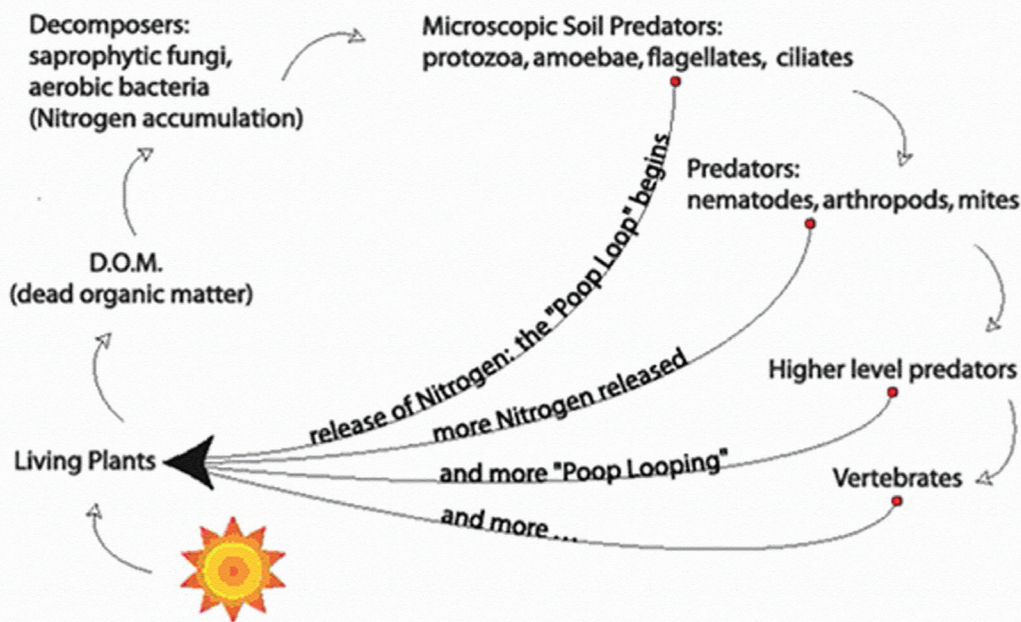 Decomposers:
saprophytic fungi,
aerobic bacteria
(Nitrogen accumulation)
Microscopic Soil Predators:
protozoa, amoebae, flagellates, ciliates
Predators:
nematodes, arthropods, mites
D.O.M.
(dead organic matter)
release of Nitrogen: the "Poop Loop" begins
more Nitrogen released
Higher level predators
Living Plants
and more "Poop Looping"
Vertebrates
and more ...